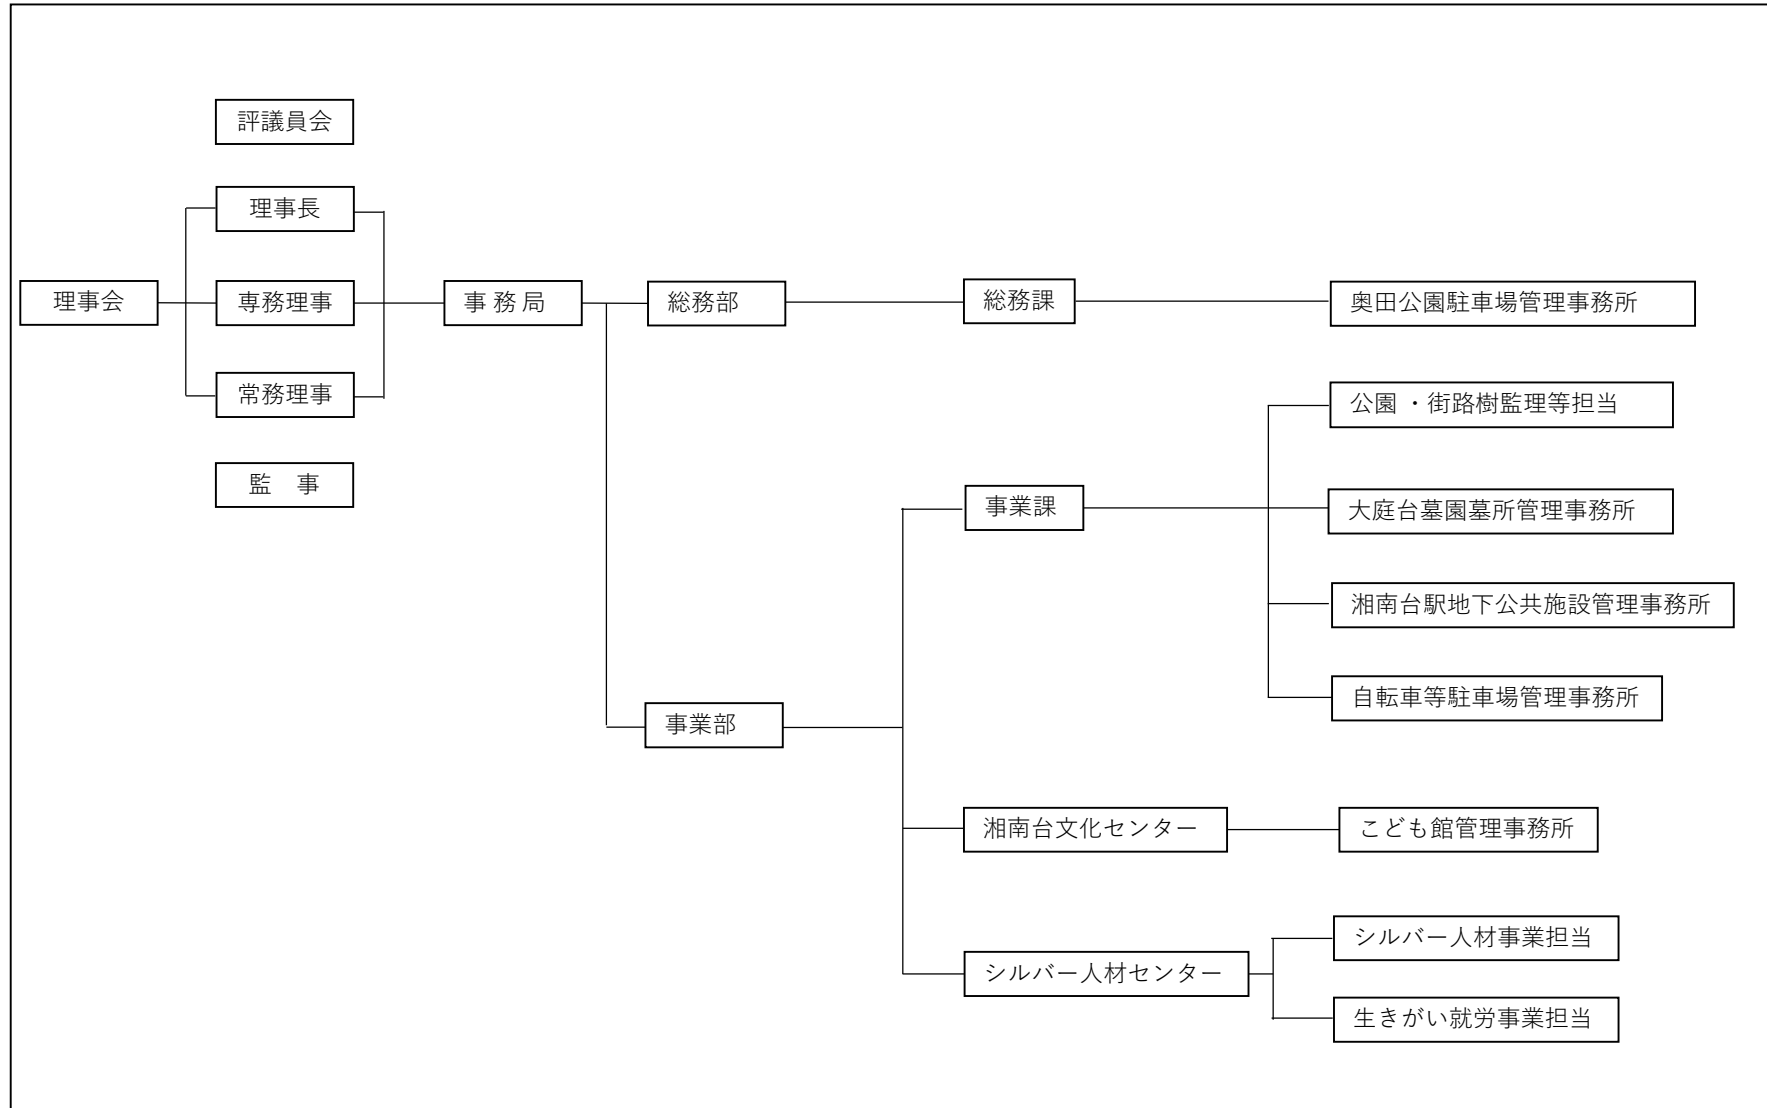 評議員会
理事長
理事会
専務理事
事務局
総務部
総務課
奥田公園駐車場管理事務所
常務理事
公園・街路樹監理等担当
監　事
事業課
大庭台墓園墓所管理事務所
湘南台駅地下公共施設管理事務所
事業部
自転車等駐車場管理事務所
湘南台文化センター
こども館管理事務所
シルバー人材センター
シルバー人材事業担当
生きがい就労事業担当